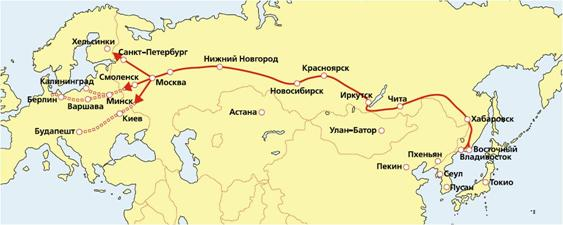 Хельсинки
Санкт-Петербург
Нижний Новгород
Красноярск
Калининград
Смоленск
Москва
Новосибирск
Иркутск
Чита
Берлин
Варшава
Минск
Киев
Астана
Хабаровск
Будапешт
Улан-Батор
Восточный
Владивосток
Пхеньян
Пекин
Сеул
Токио
Пусан